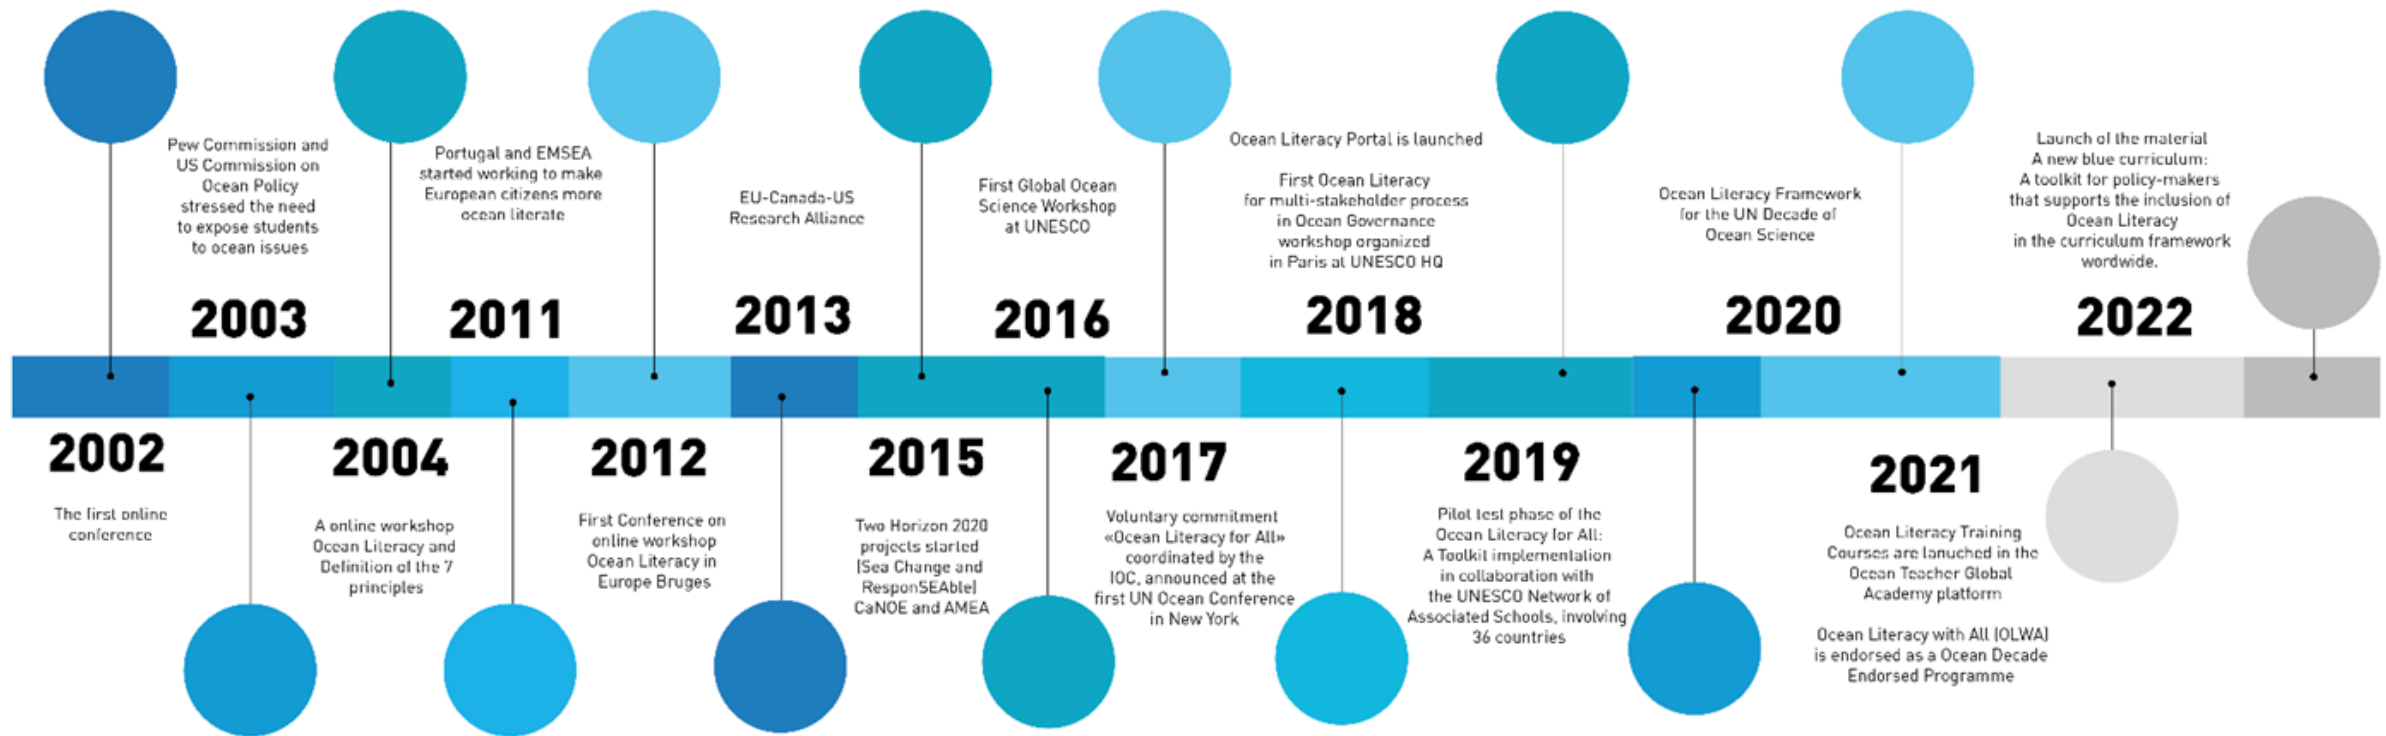 2002
The first online
conference
Pew Commission and
US Commission on
Ocean Policy
stressed the need
to expose students
to ocean issues
2003
2004
A online workshop
Ocean Literacy and
Definition of the 7
principles
Portugal and EMSEA
started working to make
European citizens more
ocean literate
2011
2012
First Conference on
online workshop
Ocean Literacy in
Europe Bruges
EU-Canada-US
Research Alliance
2013
2015
Two Horizon 2020
projects started
(Sea Change and
ResponSEAble)
CaNOE and AMEA
First Global Ocean
Science Workshop
at UNESCO
2016
2017
Voluntary commitment
«Ocean Literacy for All»
coordinated by the
IOC, announced at the
first UN Ocean Conference
in New York
Ocean Literacy Portal is launched
First Ocean Literacy
for multi-stakeholder process
in Ocean Governance
workshop organized
in Paris at UNESCO HQ
2018
2019
Pilot test phase of the
Ocean Literacy for All:
A Toolkit implementation
in collaboration with
the UNESCO Network of
Associated Schools, involving
36 countries
Ocean Literacy Framework
for the UN Decade of
Ocean Science
2020
2021
Ocean Literacy Training
Courses are lanuched in the
Ocean Teacher Global
Academy platform
Ocean Literacy with All (OLWA)
is endorsed as a Ocean Decade
Endorsed Programme
Launch of the material
A new blue curriculum:
A toolkit for policy-makers
that supports the inclusion of
Ocean Literacy
in the curriculum framework
wordwide.
2022